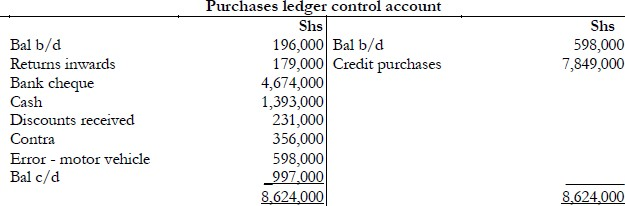 Purchases ledger control account
Shs Shs
Bal b/d 196,000 Bal b/d 598,000
Returns inwards 179,000 Credit purchases 7,849,000
Bank cheque 4,674,000
Cash 1,393,000
Discounts received 231,000
Contra 356,000
Error - motor vehicle 598,000
Bal c/d 997,000
8,624,000 8,624,000